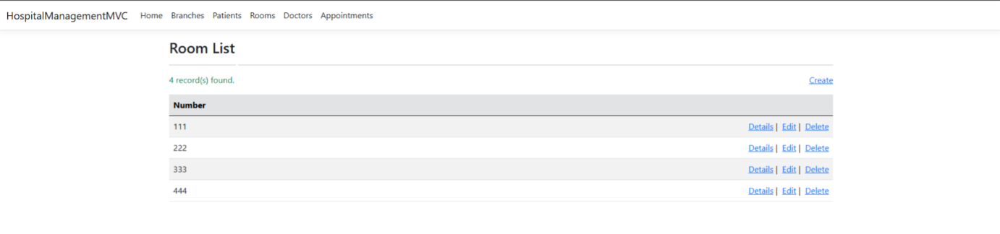 HospitalManagementMVC Home Branches Patients Rooms Doctors Appointments
Room List
4 record(s) found. Create
Number
111 Details | Edit | Delete
222 Details | Edit | Delete
333 Details | Edit | Delete
444 Details | Edit | Delete